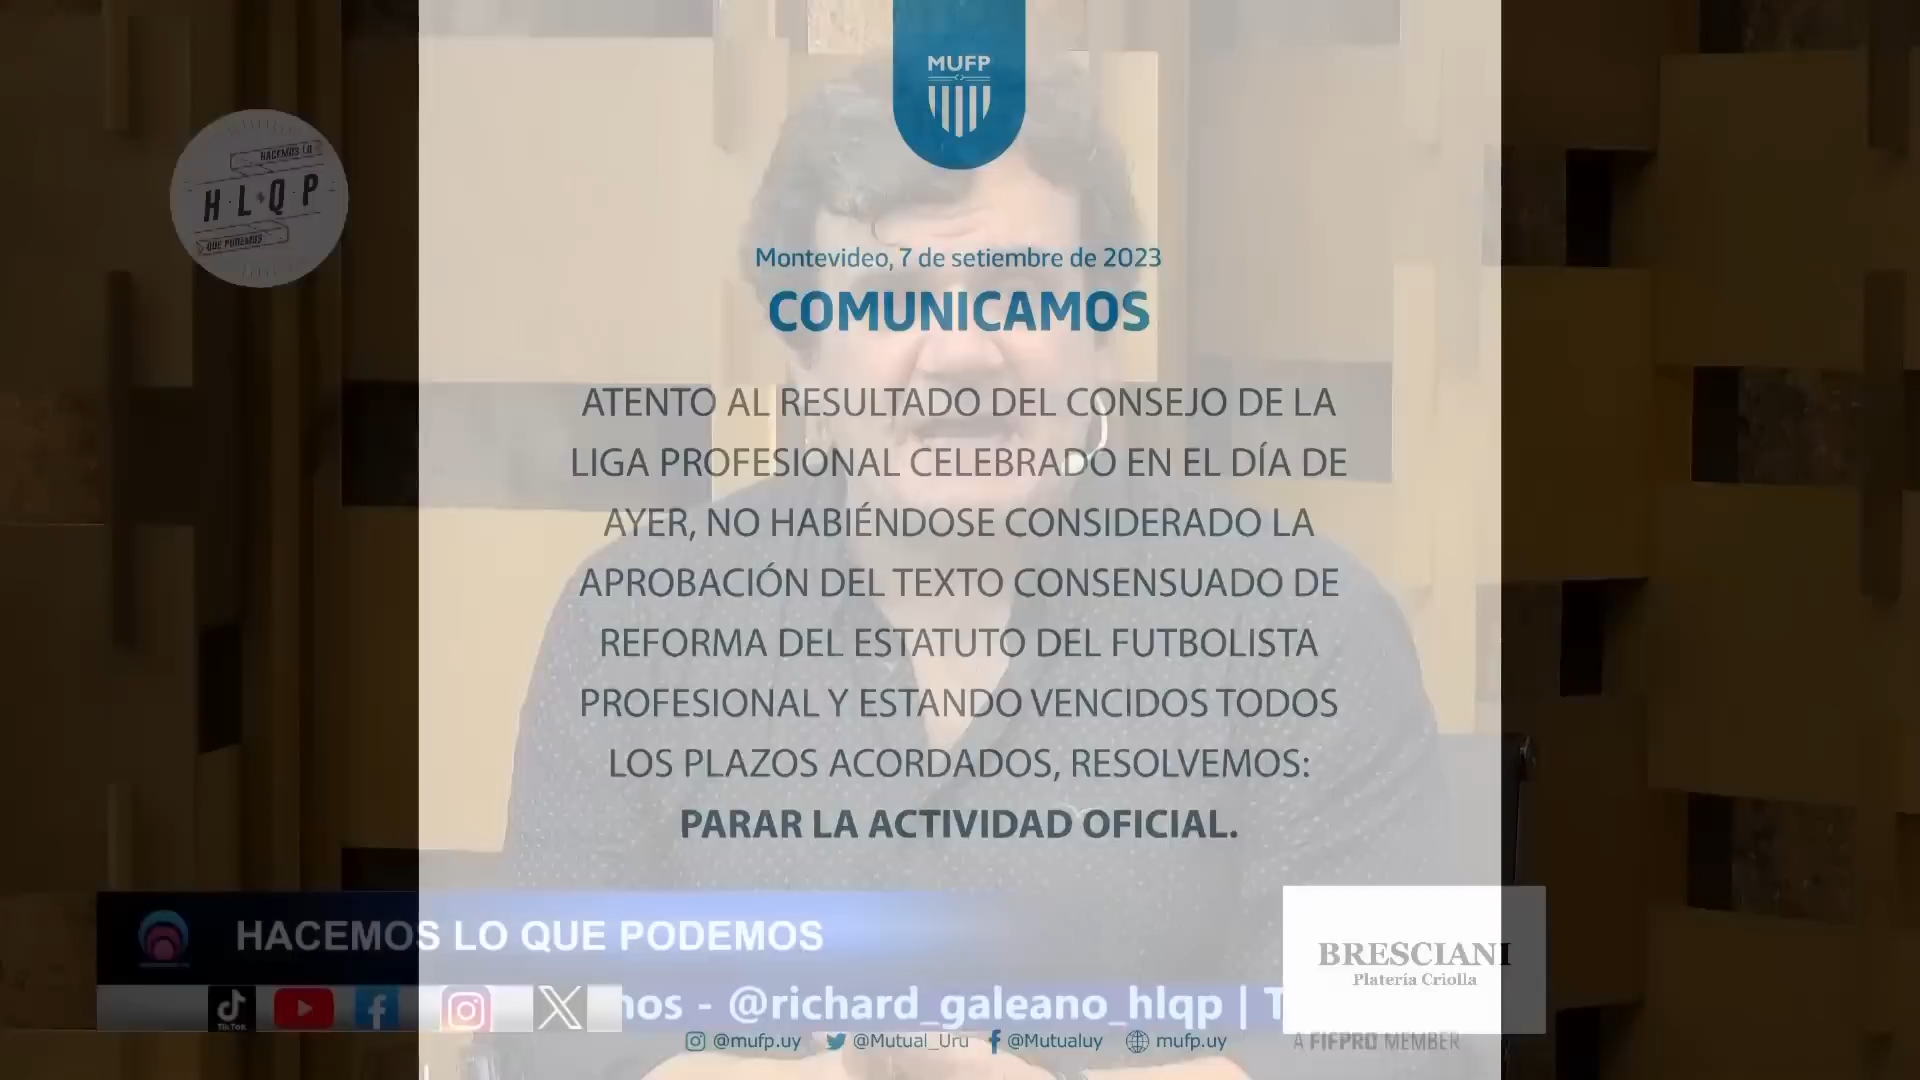 MUFP
HACEMOS LO
H·L·Q·P
QUE PODEMOS
Montevideo, 7 de setiembre de 2023
COMUNICAMOS
ATENTO AL RESULTADO DEL CONSEJO DE LA
LIGA PROFESIONAL CELEBRADO EN EL DÍA DE
AYER, NO HABIÉNDOSE CONSIDERADO LA
APROBACIÓN DEL TEXTO CONSENSUADO DE
REFORMA DEL ESTATUTO DEL FUTBOLISTA
PROFESIONAL Y ESTANDO VENCIDOS TODOS
LOS PLAZOS ACORDADOS, RESOLVEMOS:
PARAR LA ACTIVIDAD OFICIAL.
HACEMOS LO QUE PODEMOS
BRESCIANI
Platería Criolla
TikTok
nos - @richard_galeano_hlqp | T
@mufp.uy @Mutual_Uru @Mutualuy mufp.uy
A FIFPRO MEMBER